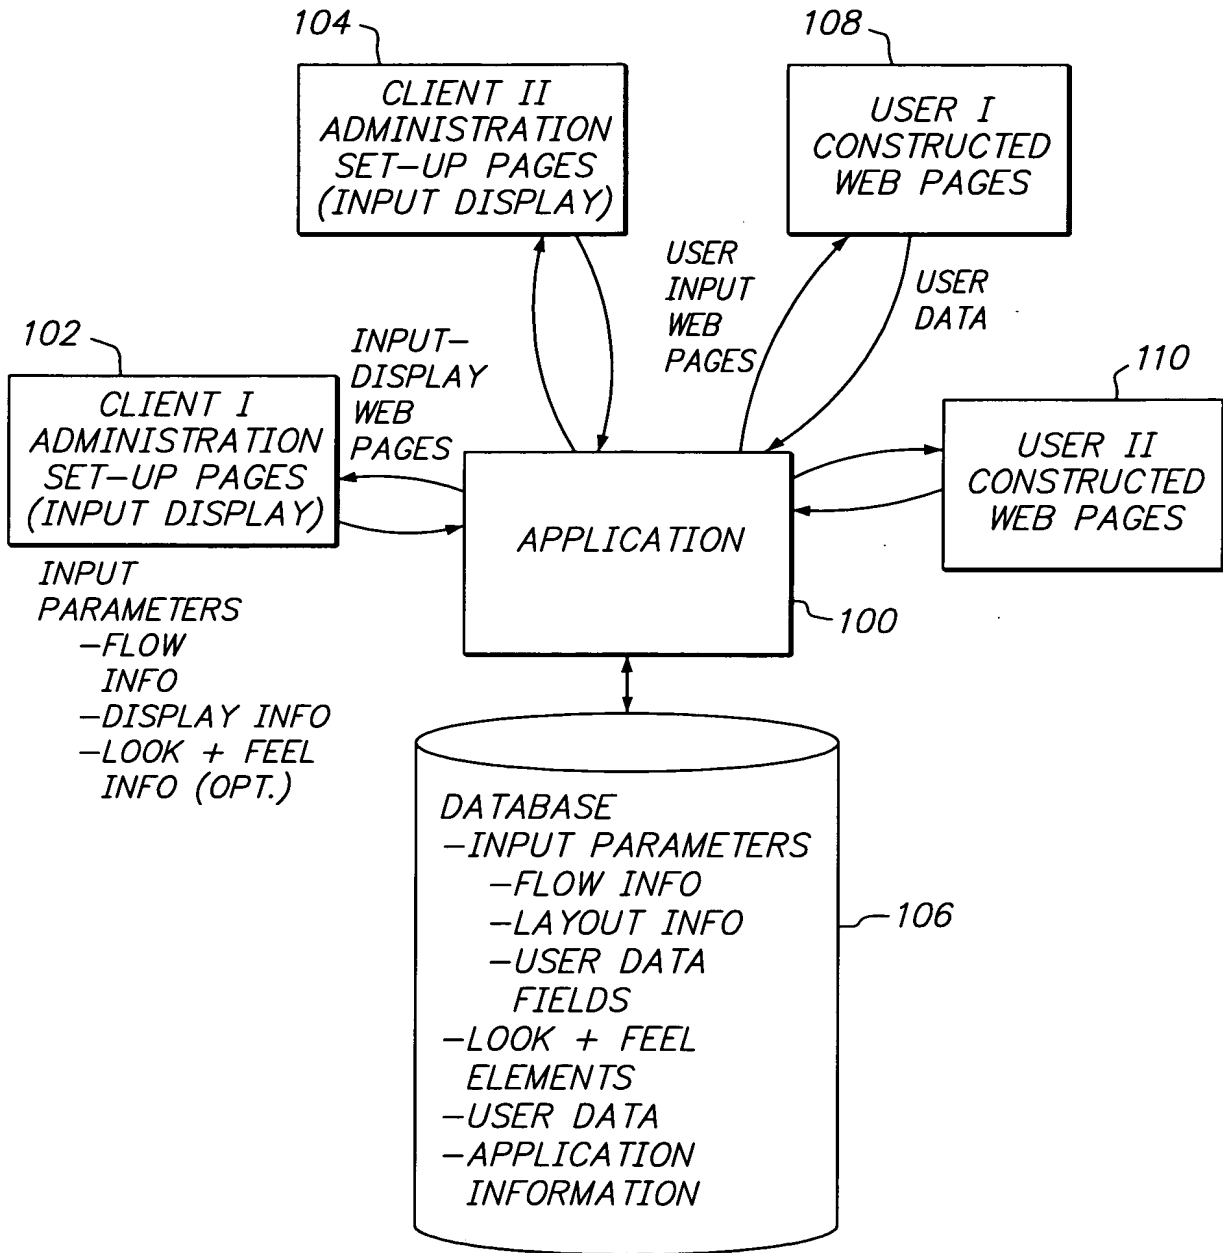 104
CLIENT II
ADMINISTRATION
SET-UP PAGES
(INPUT DISPLAY)
108
USER I
CONSTRUCTED
WEB PAGES
USER
INPUT
WEB
PAGES
USER
DATA
102
CLIENT I
ADMINISTRATION
SET-UP PAGES
(INPUT DISPLAY)
INPUT-
DISPLAY
WEB
PAGES
110
USER II
CONSTRUCTED
WEB PAGES
APPLICATION
100
INPUT
PARAMETERS
-FLOW
INFO
-DISPLAY INFO
-LOOK + FEEL
INFO (OPT.)
DATABASE
-INPUT PARAMETERS
-FLOW INFO
-LAYOUT INFO
-USER DATA
FIELDS
-LOOK + FEEL
ELEMENTS
-USER DATA
-APPLICATION
INFORMATION
106